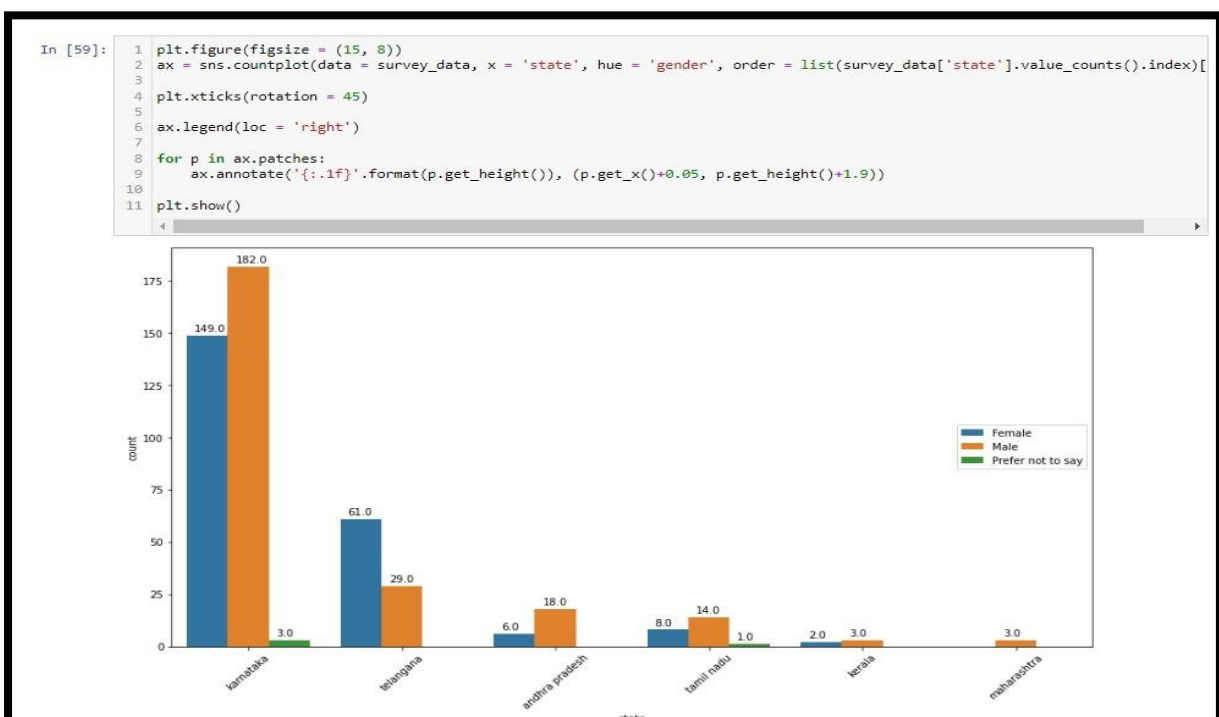 In [59]:
1 plt.figure(figsize = (15, 8))
2 ax = sns.countplot(data = survey_data, x = 'state', hue = 'gender', order = list(survey_data['state'].value_counts().index)[
3
4 plt.xticks(rotation = 45)
5
6 ax.legend(loc = 'right')
7
8 for p in ax.patches:
9     ax.annotate('{:.1f}'.format(p.get_height()), (p.get_x()+0.05, p.get_height()+1.9))
10
11 plt.show()
182.0
175
149.0
150
125
count
100
Female
Male
Prefer not to say
75
61.0
50
29.0
25
18.0
14.0
6.0
8.0
3.0
1.0
2.0
3.0
3.0
0
karnataka
telangana
andhra pradesh
tamil nadu
kerala
maharashtra